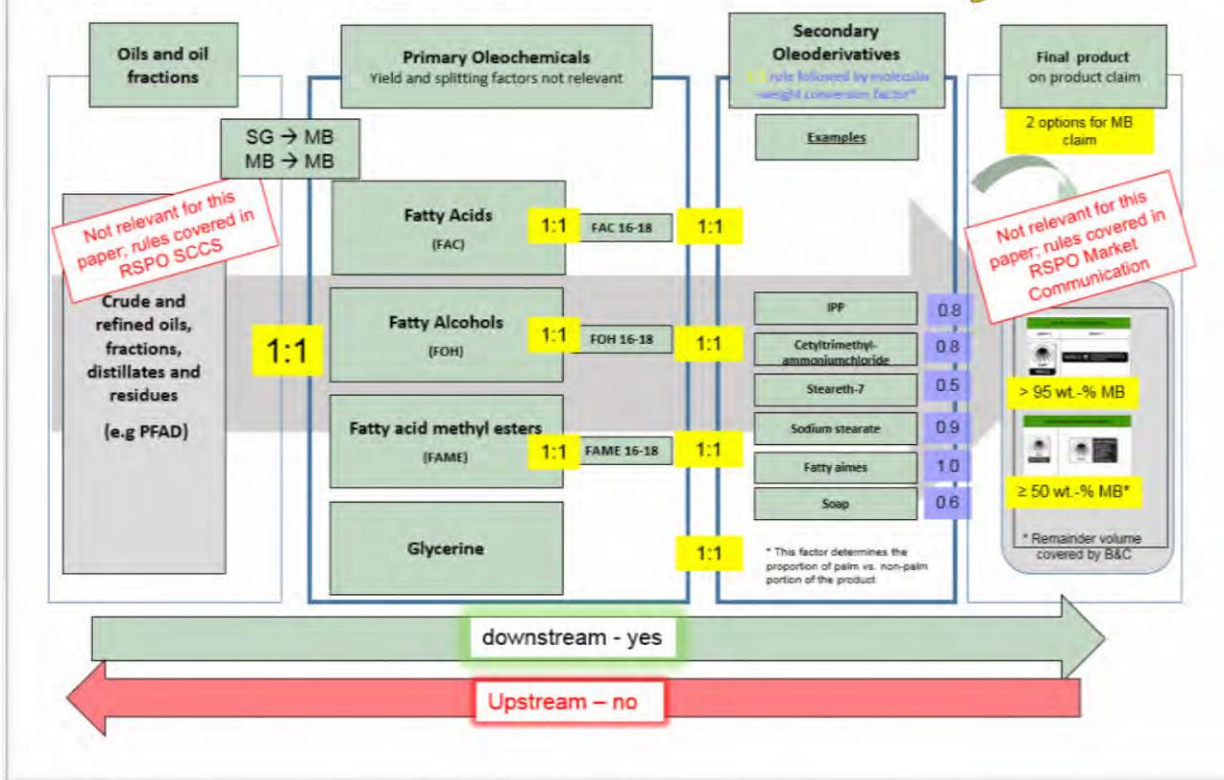 Oils and oil
fractions
Primary Oleochemicals
Yield and splitting factors not relevant
Secondary
Oleoderivatives
rule followed by molecular
weight conversion factor*
Final product
on product claim
2 options for MB
claim
SG → MB
MB → MB
Examples
Not relevant for this
paper; rules covered in
RSPO SCCS
Not relevant for this
paper; rules covered in
RSPO Market
Communication
Crude and
refined oils,
fractions,
distillates and
residues
(e.g PFAD)
1:1
Fatty Acids
(FAC)
1:1
FAC 16-18
1:1
Fatty Alcohols
(FOH)
1:1
FOH 16-18
1:1
Fatty acid methyl esters
(FAME)
1:1
FAME 16-18
1:1
Glycerine
1:1
IPP
0.8
Cetyltrimethyl-
ammoniumchloride
0.8
Steareth-7
0.5
Sodium stearate
0.9
Fatty aimes
1.0
Soap
0.6
* This factor determines the
proportion of palm vs. non-palm
portion of the product
> 95 wt.-% MB
≥ 50 wt.-% MB*
* Remainder volume
covered by B&C
downstream - yes
Upstream – no